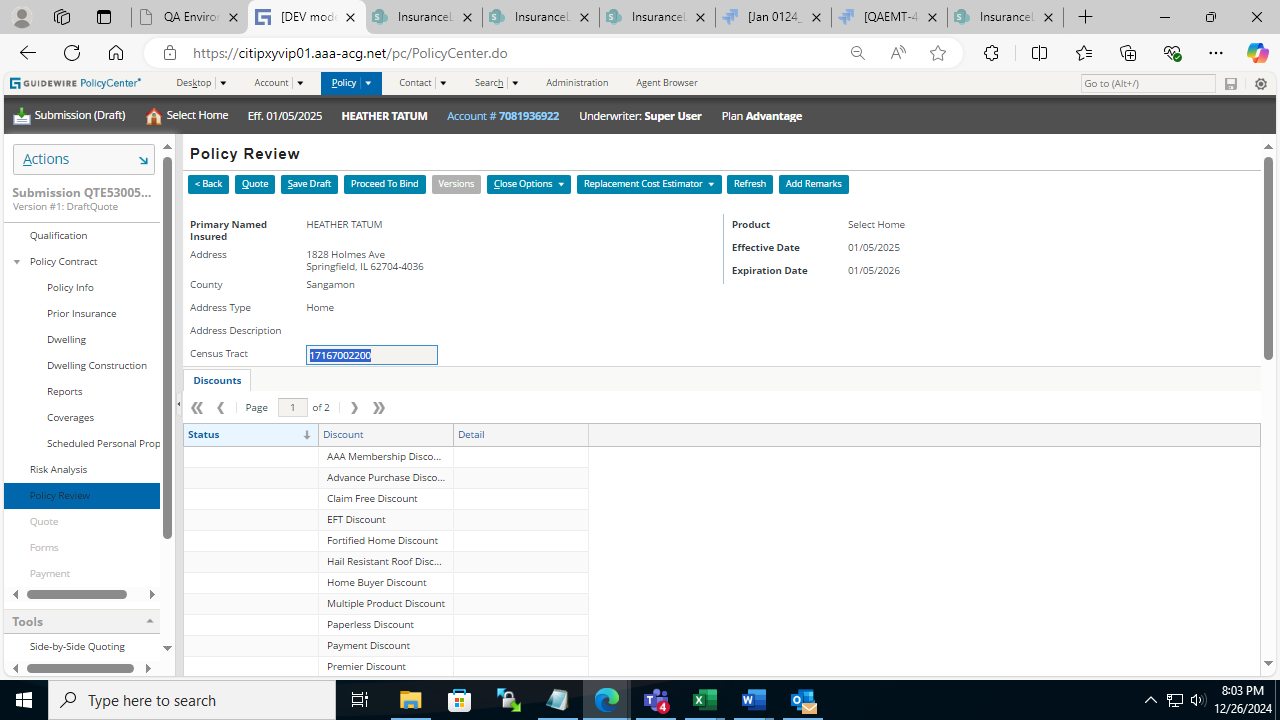 QA Environ
[DEV mode
InsuranceL
InsuranceL
InsuranceL
[Jan 0124_
[QAEMT-4
InsuranceL
https://citipxyvip01.aaa-acg.net/pc/PolicyCenter.do
GUIDEWIRE PolicyCenter
Desktop
Account
Policy
Contact
Search
Administration
Agent Browser
Go to (Alt+/)
Submission (Draft)
Select Home
Eff. 01/05/2025
HEATHER TATUM
Account # 7081936922
Underwriter: Super User
Plan Advantage
Actions
Submission QTE53005...
Version #1: DraftQuote
Qualification
Policy Contract
Policy Info
Prior Insurance
Dwelling
Dwelling Construction
Reports
Coverages
Scheduled Personal Prop
Risk Analysis
Policy Review
Quote
Forms
Payment
Tools
Side-by-Side Quoting
Policy Review
< Back
Quote
Save Draft
Proceed To Bind
Versions
Close Options
Replacement Cost Estimator
Refresh
Add Remarks
Primary Named Insured
HEATHER TATUM
Address
1828 Holmes Ave
Springfield, IL 62704-4036
County
Sangamon
Address Type
Home
Address Description
Census Tract
17167002200
Product
Select Home
Effective Date
01/05/2025
Expiration Date
01/05/2026
Discounts
Page 1 of 2
Status
Discount
Detail
AAA Membership Disco...
Advance Purchase Disco...
Claim Free Discount
EFT Discount
Fortified Home Discount
Hail Resistant Roof Disc...
Home Buyer Discount
Multiple Product Discount
Paperless Discount
Payment Discount
Premier Discount
Type here to search
4
8:03 PM
12/26/2024